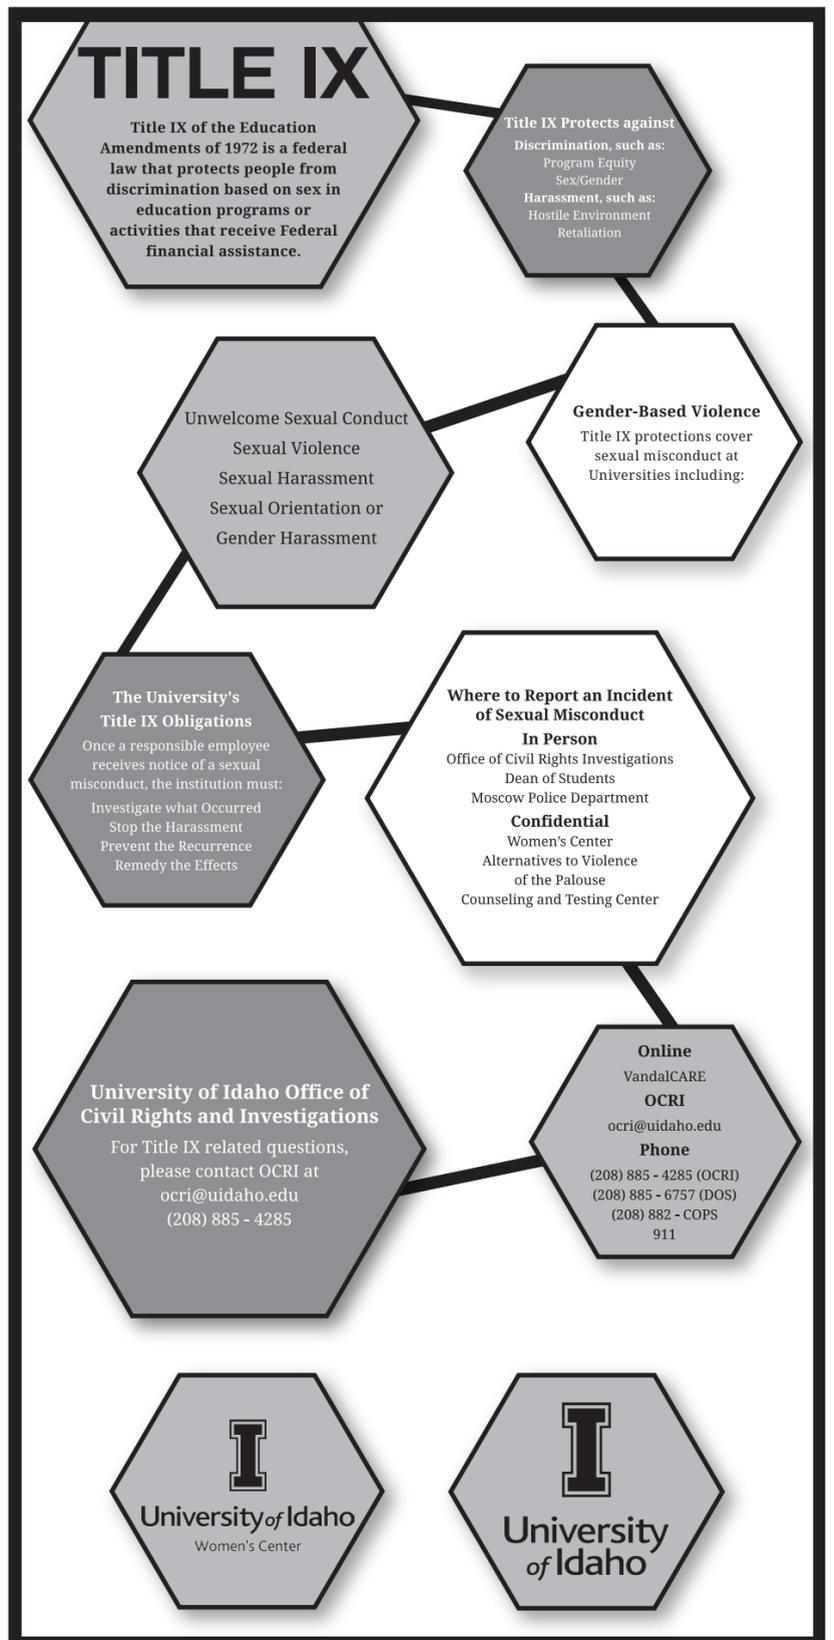 TITLE IX
Title IX of the Education
Amendments of 1972 is a federal
law that protects people from
discrimination based on sex in
education programs or
activities that receive Federal
financial assistance.
Title IX Protects against
Discrimination, such as:
Program Equity
Sex/Gender
Harassment, such as:
Hostile Environment
Retaliation
Gender-Based Violence
Title IX protections cover
sexual misconduct at
Universities including:
Unwelcome Sexual Conduct
Sexual Violence
Sexual Harassment
Sexual Orientation or
Gender Harassment
The University's
Title IX Obligations
Once a responsible employee
receives notice of a sexual
misconduct, the institution must:
Investigate what Occurred
Stop the Harassment
Prevent the Recurrence
Remedy the Effects
Where to Report an Incident
of Sexual Misconduct
In Person
Office of Civil Rights Investigations
Dean of Students
Moscow Police Department
Confidential
Women’s Center
Alternatives to Violence
of the Palouse
Counseling and Testing Center
Online
VandalCARE
OCRI
ocri@uidaho.edu
Phone
(208) 885 - 4285 (OCRI)
(208) 885 - 6757 (DOS)
(208) 882 - COPS
911
University of Idaho Office of
Civil Rights and Investigations
For Title IX related questions,
please contact OCRI at
ocri@uidaho.edu
(208) 885 - 4285
I
University of Idaho
Women's Center
I
University
of Idaho